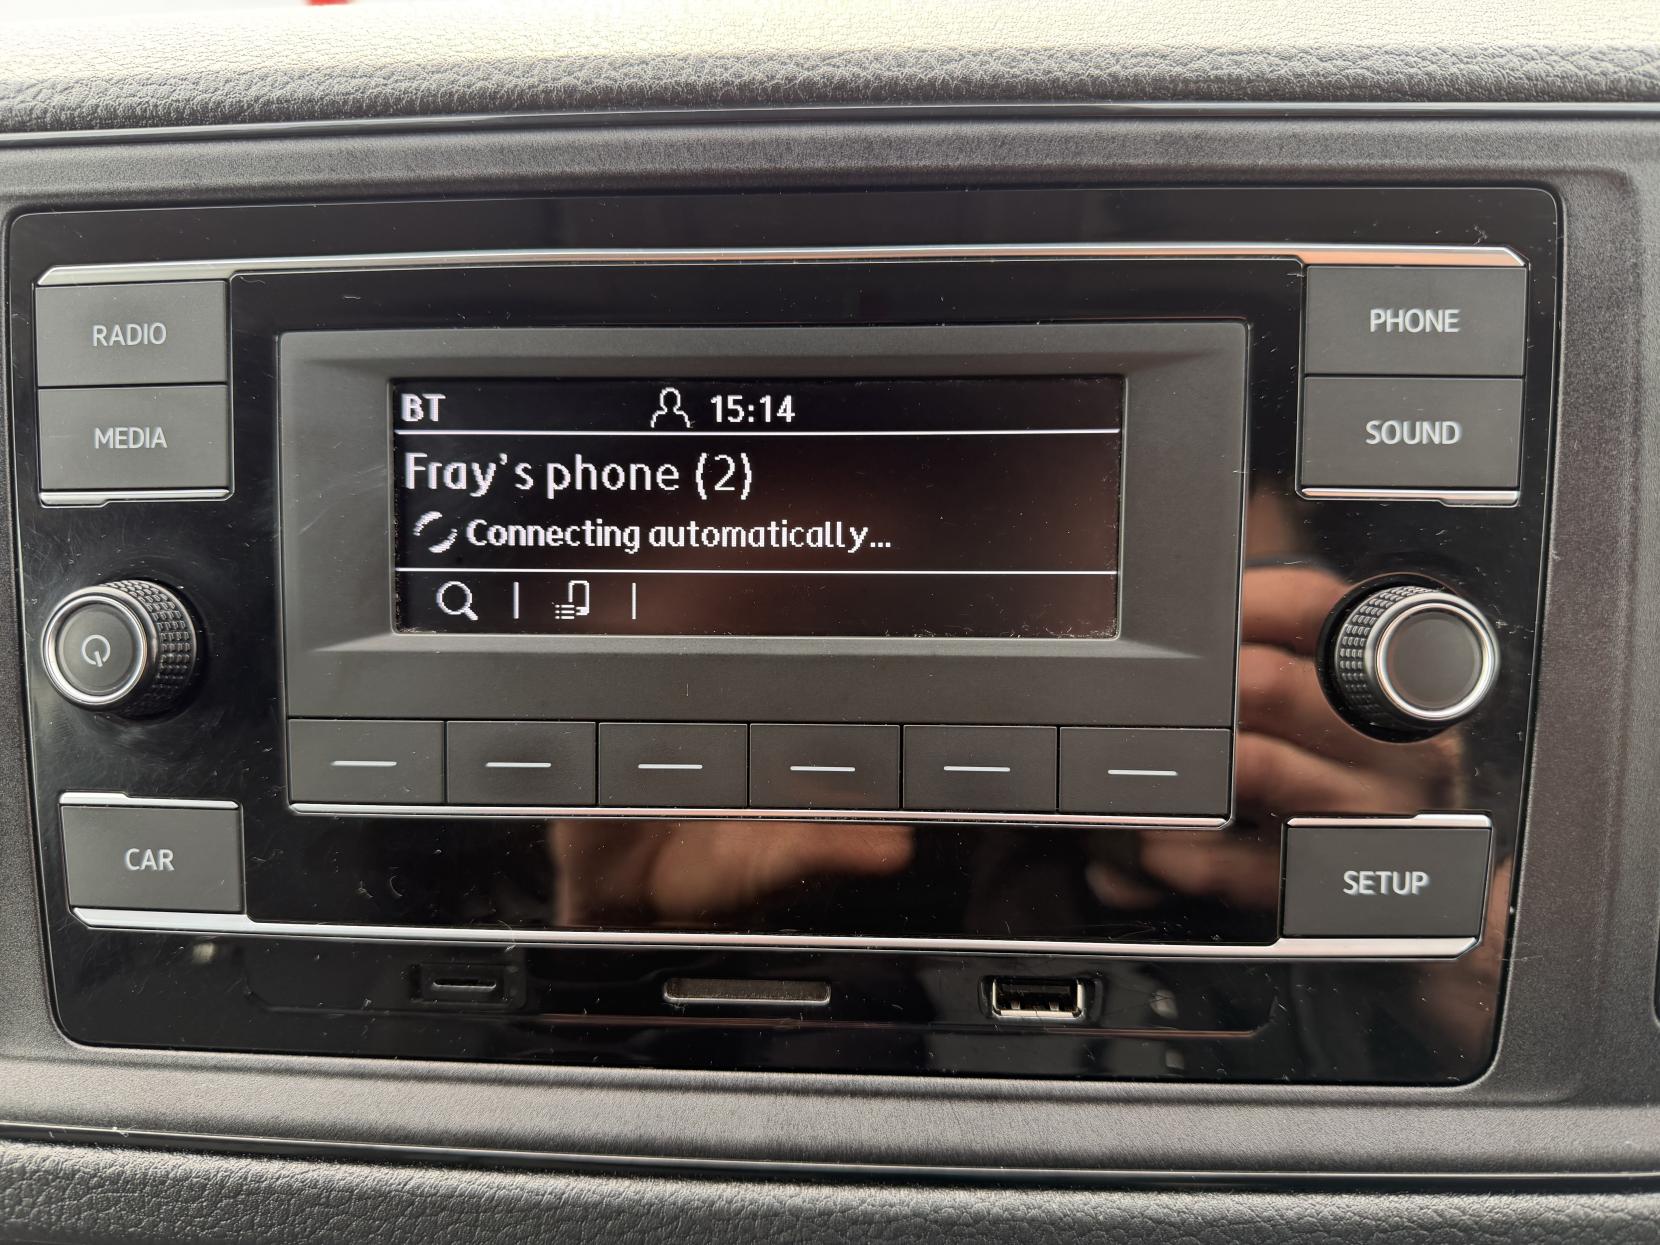 RADIO
MEDIA
BT 15:14
Fray's phone (2)
Connecting automatically...
PHONE
SOUND
CAR
SETUP